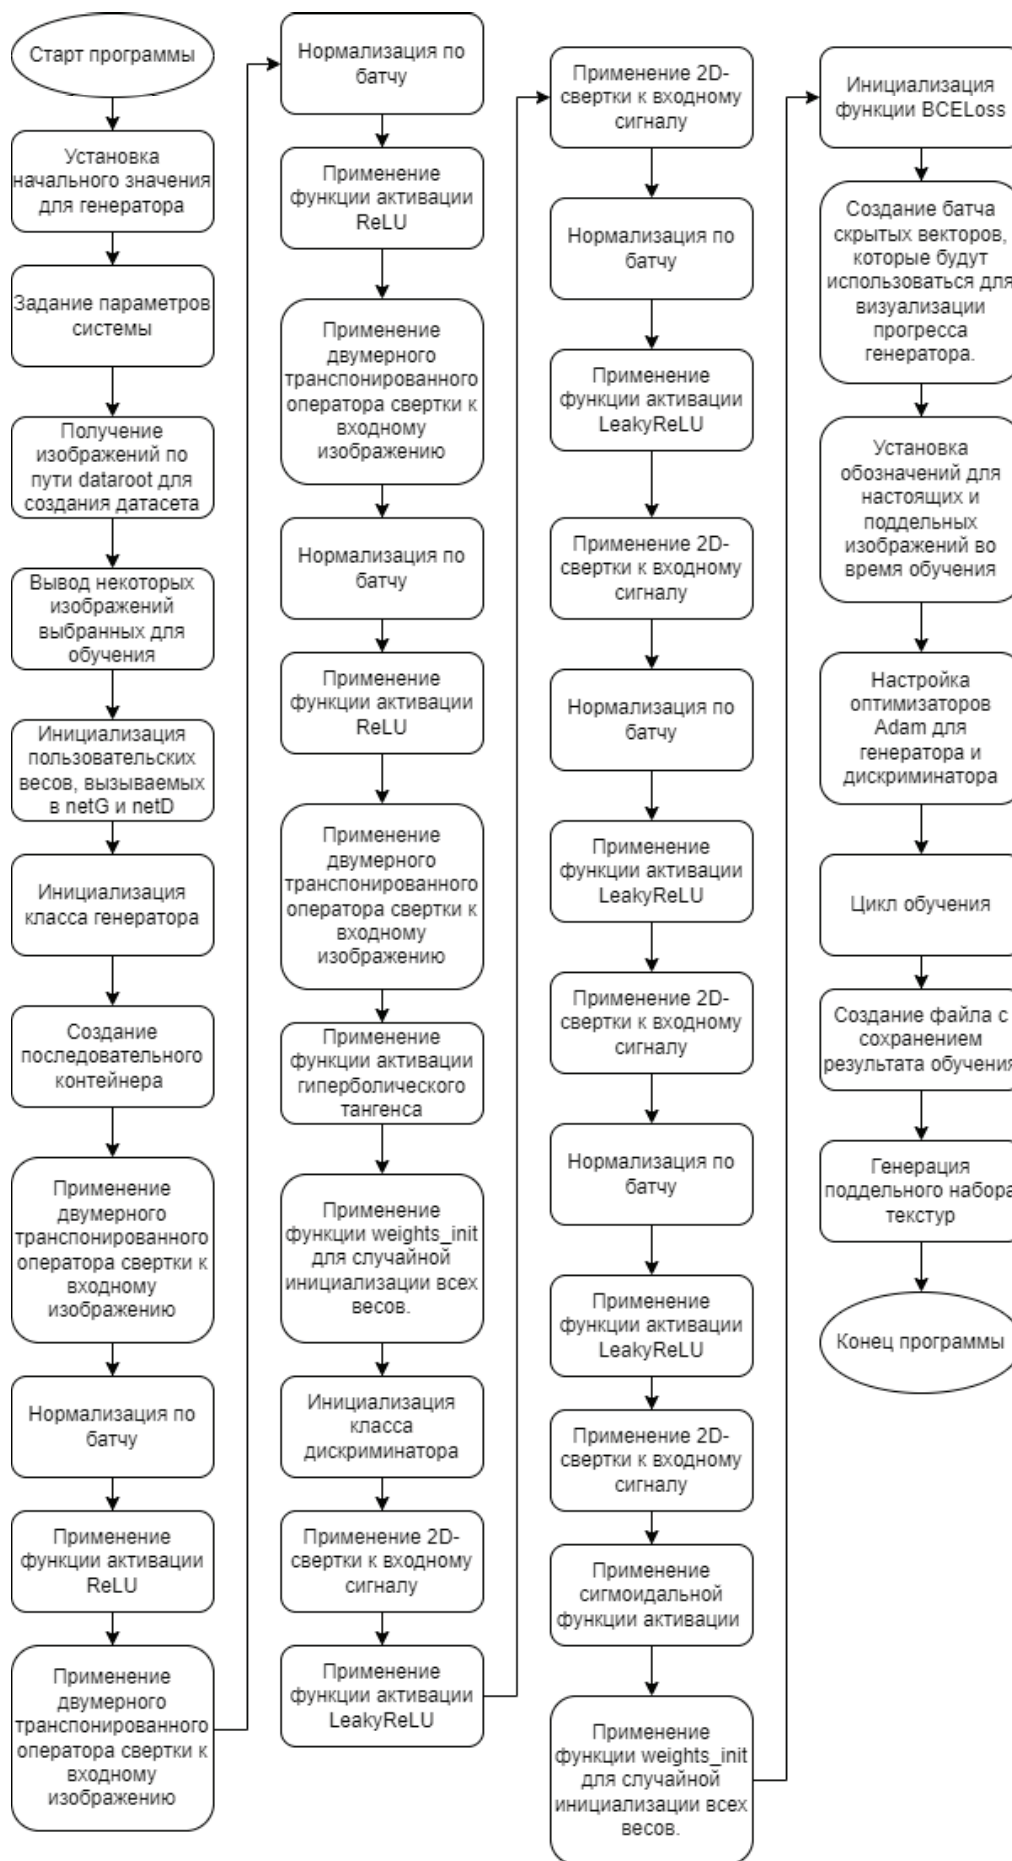 Старт программы
Установка
начального значения
для генератора
Задание параметров
системы
Получение
изображений по
пути dataroot для
создания датасета
Вывод некоторых
изображений
выбранных для
обучения
Инициализация
пользовательских
весов, вызываемых
в netG и netD
Инициализация
класса генератора
Создание
последовательного
контейнера
Применение
двумерного
транспонированного
оператора свертки к
входному
изображению
Нормализация по
батчу
Применение
функции активации
ReLU
Применение
двумерного
транспонированного
оператора свертки к
входному
изображению
Нормализация по
батчу
Применение
функции активации
ReLU
Применение
двумерного
транспонированного
оператора свертки к
входному
изображению
Нормализация по
батчу
Применение
функции активации
ReLU
Применение
двумерного
транспонированного
оператора свертки к
входному
изображению
Применение
функции активации
гиперболического
тангенса
Применение
функции weights_init
для случайной
инициализации всех
весов.
Инициализация
класса
дискриминатора
Применение 2D-
свертки к входному
сигналу
Применение
функции активации
LeakyReLU
Применение 2D-
свертки к входному
сигналу
Нормализация по
батчу
Применение
функции активации
LeakyReLU
Применение 2D-
свертки к входному
сигналу
Нормализация по
батчу
Применение
функции активации
LeakyReLU
Применение 2D-
свертки к входному
сигналу
Нормализация по
батчу
Применение
функции активации
LeakyReLU
Применение 2D-
свертки к входному
сигналу
Применение
сигмоидальной
функции активации
Применение
функции weights_init
для случайной
инициализации всех
весов.
Инициализация
функции BCELoss
Создание батча
скрытых векторов,
которые будут
использоваться для
визуализации
прогресса
генератора.
Установка
обозначений для
настоящих и
поддельных
изображений во
время обучения
Настройка
оптимизаторов
Adam для
генератора и
дискриминатора
Цикл обучения
Создание файла с
сохранением
результата обучения
Генерация
поддельного набора
текстур
Конец программы